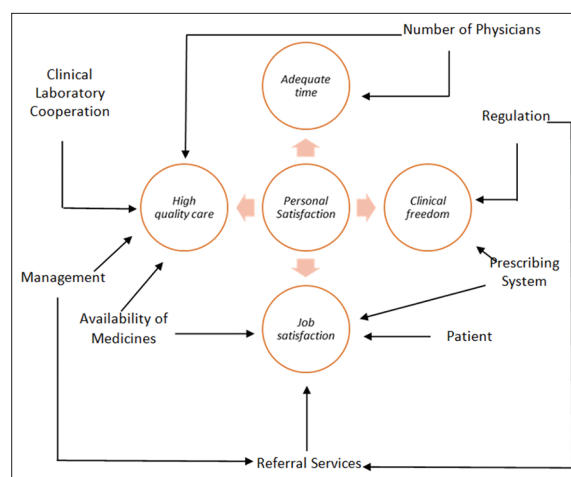 Number of Physicians
Adequate
time
Clinical
Laboratory
Cooperation
Regulation
High
quality care
Personal
Satisfaction
Clinical
freedom
Management
Prescribing
System
Availability of
Medicines
Job
satisfaction
Patient
Referral Services